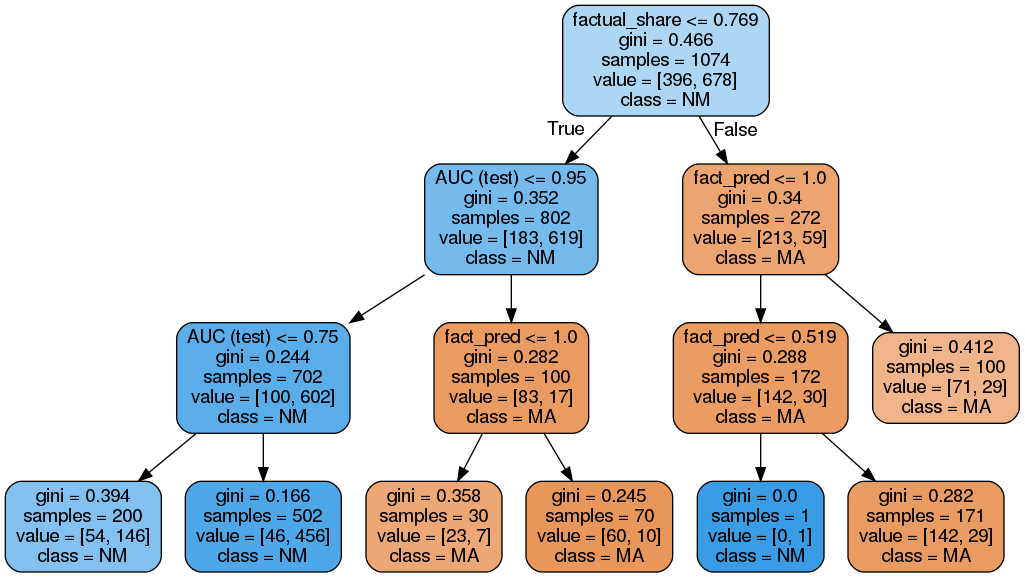 factual_share <= 0.769
gini = 0.466
samples = 1074
value = [396, 678]
class = NM
True
False
AUC (test) <= 0.95
gini = 0.352
samples = 802
value = [183, 619]
class = NM
fact_pred <= 1.0
gini = 0.34
samples = 272
value = [213, 59]
class = MA
AUC (test) <= 0.75
gini = 0.244
samples = 702
value = [100, 602]
class = NM
fact_pred <= 1.0
gini = 0.282
samples = 100
value = [83, 17]
class = MA
fact_pred <= 0.519
gini = 0.288
samples = 172
value = [142, 30]
class = MA
gini = 0.412
samples = 100
value = [71, 29]
class = MA
gini = 0.394
samples = 200
value = [54, 146]
class = NM
gini = 0.166
samples = 502
value = [46, 456]
class = NM
gini = 0.358
samples = 30
value = [23, 7]
class = MA
gini = 0.245
samples = 70
value = [60, 10]
class = MA
gini = 0.0
samples = 1
value = [0, 1]
class = NM
gini = 0.282
samples = 171
value = [142, 29]
class = MA